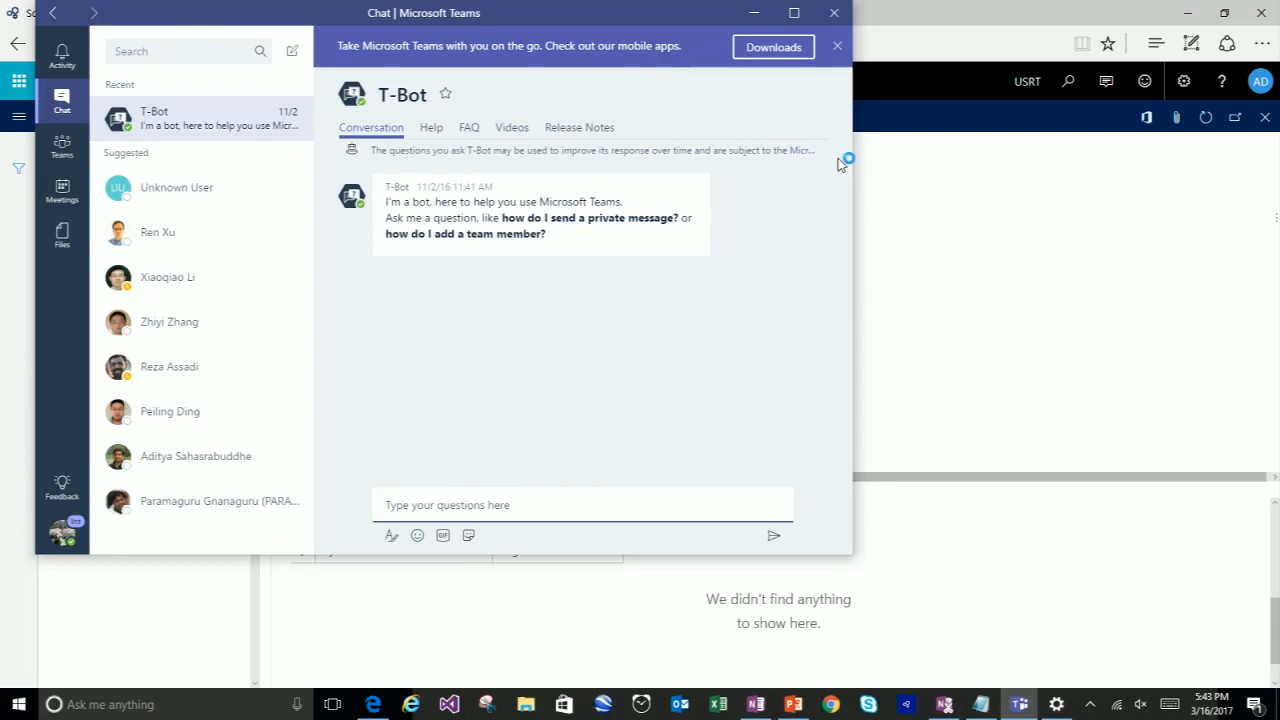 Chat | Microsoft Teams
Search
Take Microsoft Teams with you on the go. Check out our mobile apps.
Downloads
Activity
Chat
Teams
Meetings
Files
Feedback
Int
Recent
T-Bot
11/2
I'm a bot, here to help you use Micr...
Suggested
UU
Unknown User
Ren Xu
Xiaoqiao Li
Zhiyi Zhang
Reza Assadi
Peiling Ding
Aditya Sahasrabuddhe
Paramaguru Gnanaguru (PARA...
T-Bot
Conversation Help FAQ Videos Release Notes
The questions you ask T-Bot may be used to improve its response over time and are subject to the Micr...
T-Bot 11/2/16 11:41 AM
I'm a bot, here to help you use Microsoft Teams.
Ask me a question, like how do I send a private message? or
how do I add a team member?
Type your questions here
GIF
USRT
?
AD
We didn't find anything
to show here.
Ask me anything
5:43 PM
3/16/2017